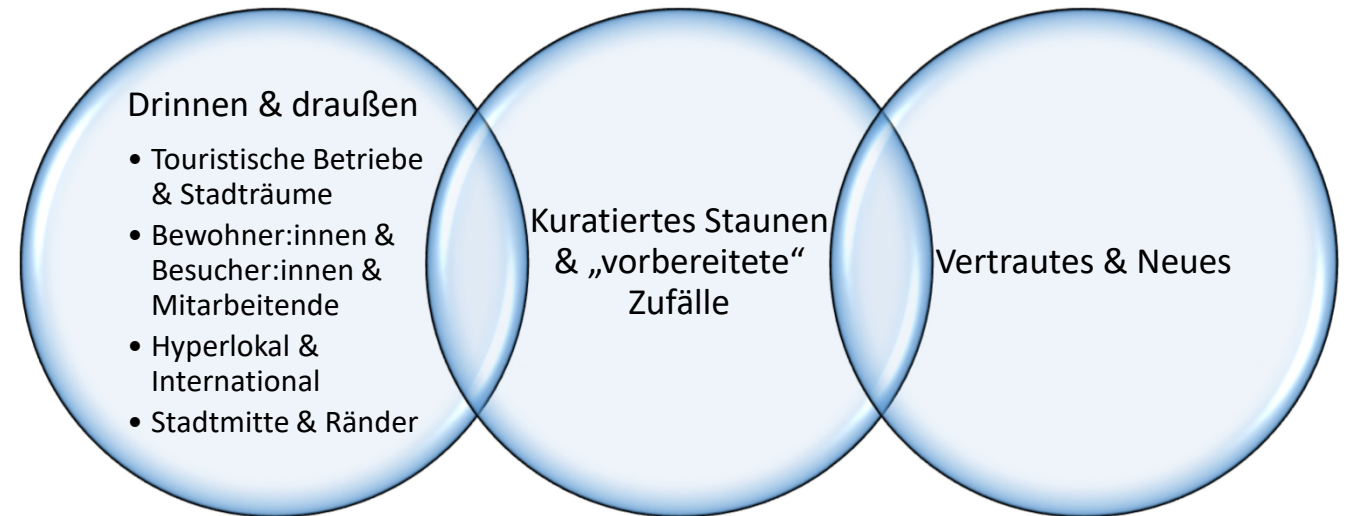 Drinnen & draußen
• Touristische Betriebe
& Stadträume
• Bewohner:innen &
Besucher:innen &
Mitarbeitende
• Hyperlokal &
International
• Stadtmitte & Ränder
Kuratiertes Staunen
& „vorbereitete“
Zufälle
Vertrautes & Neues